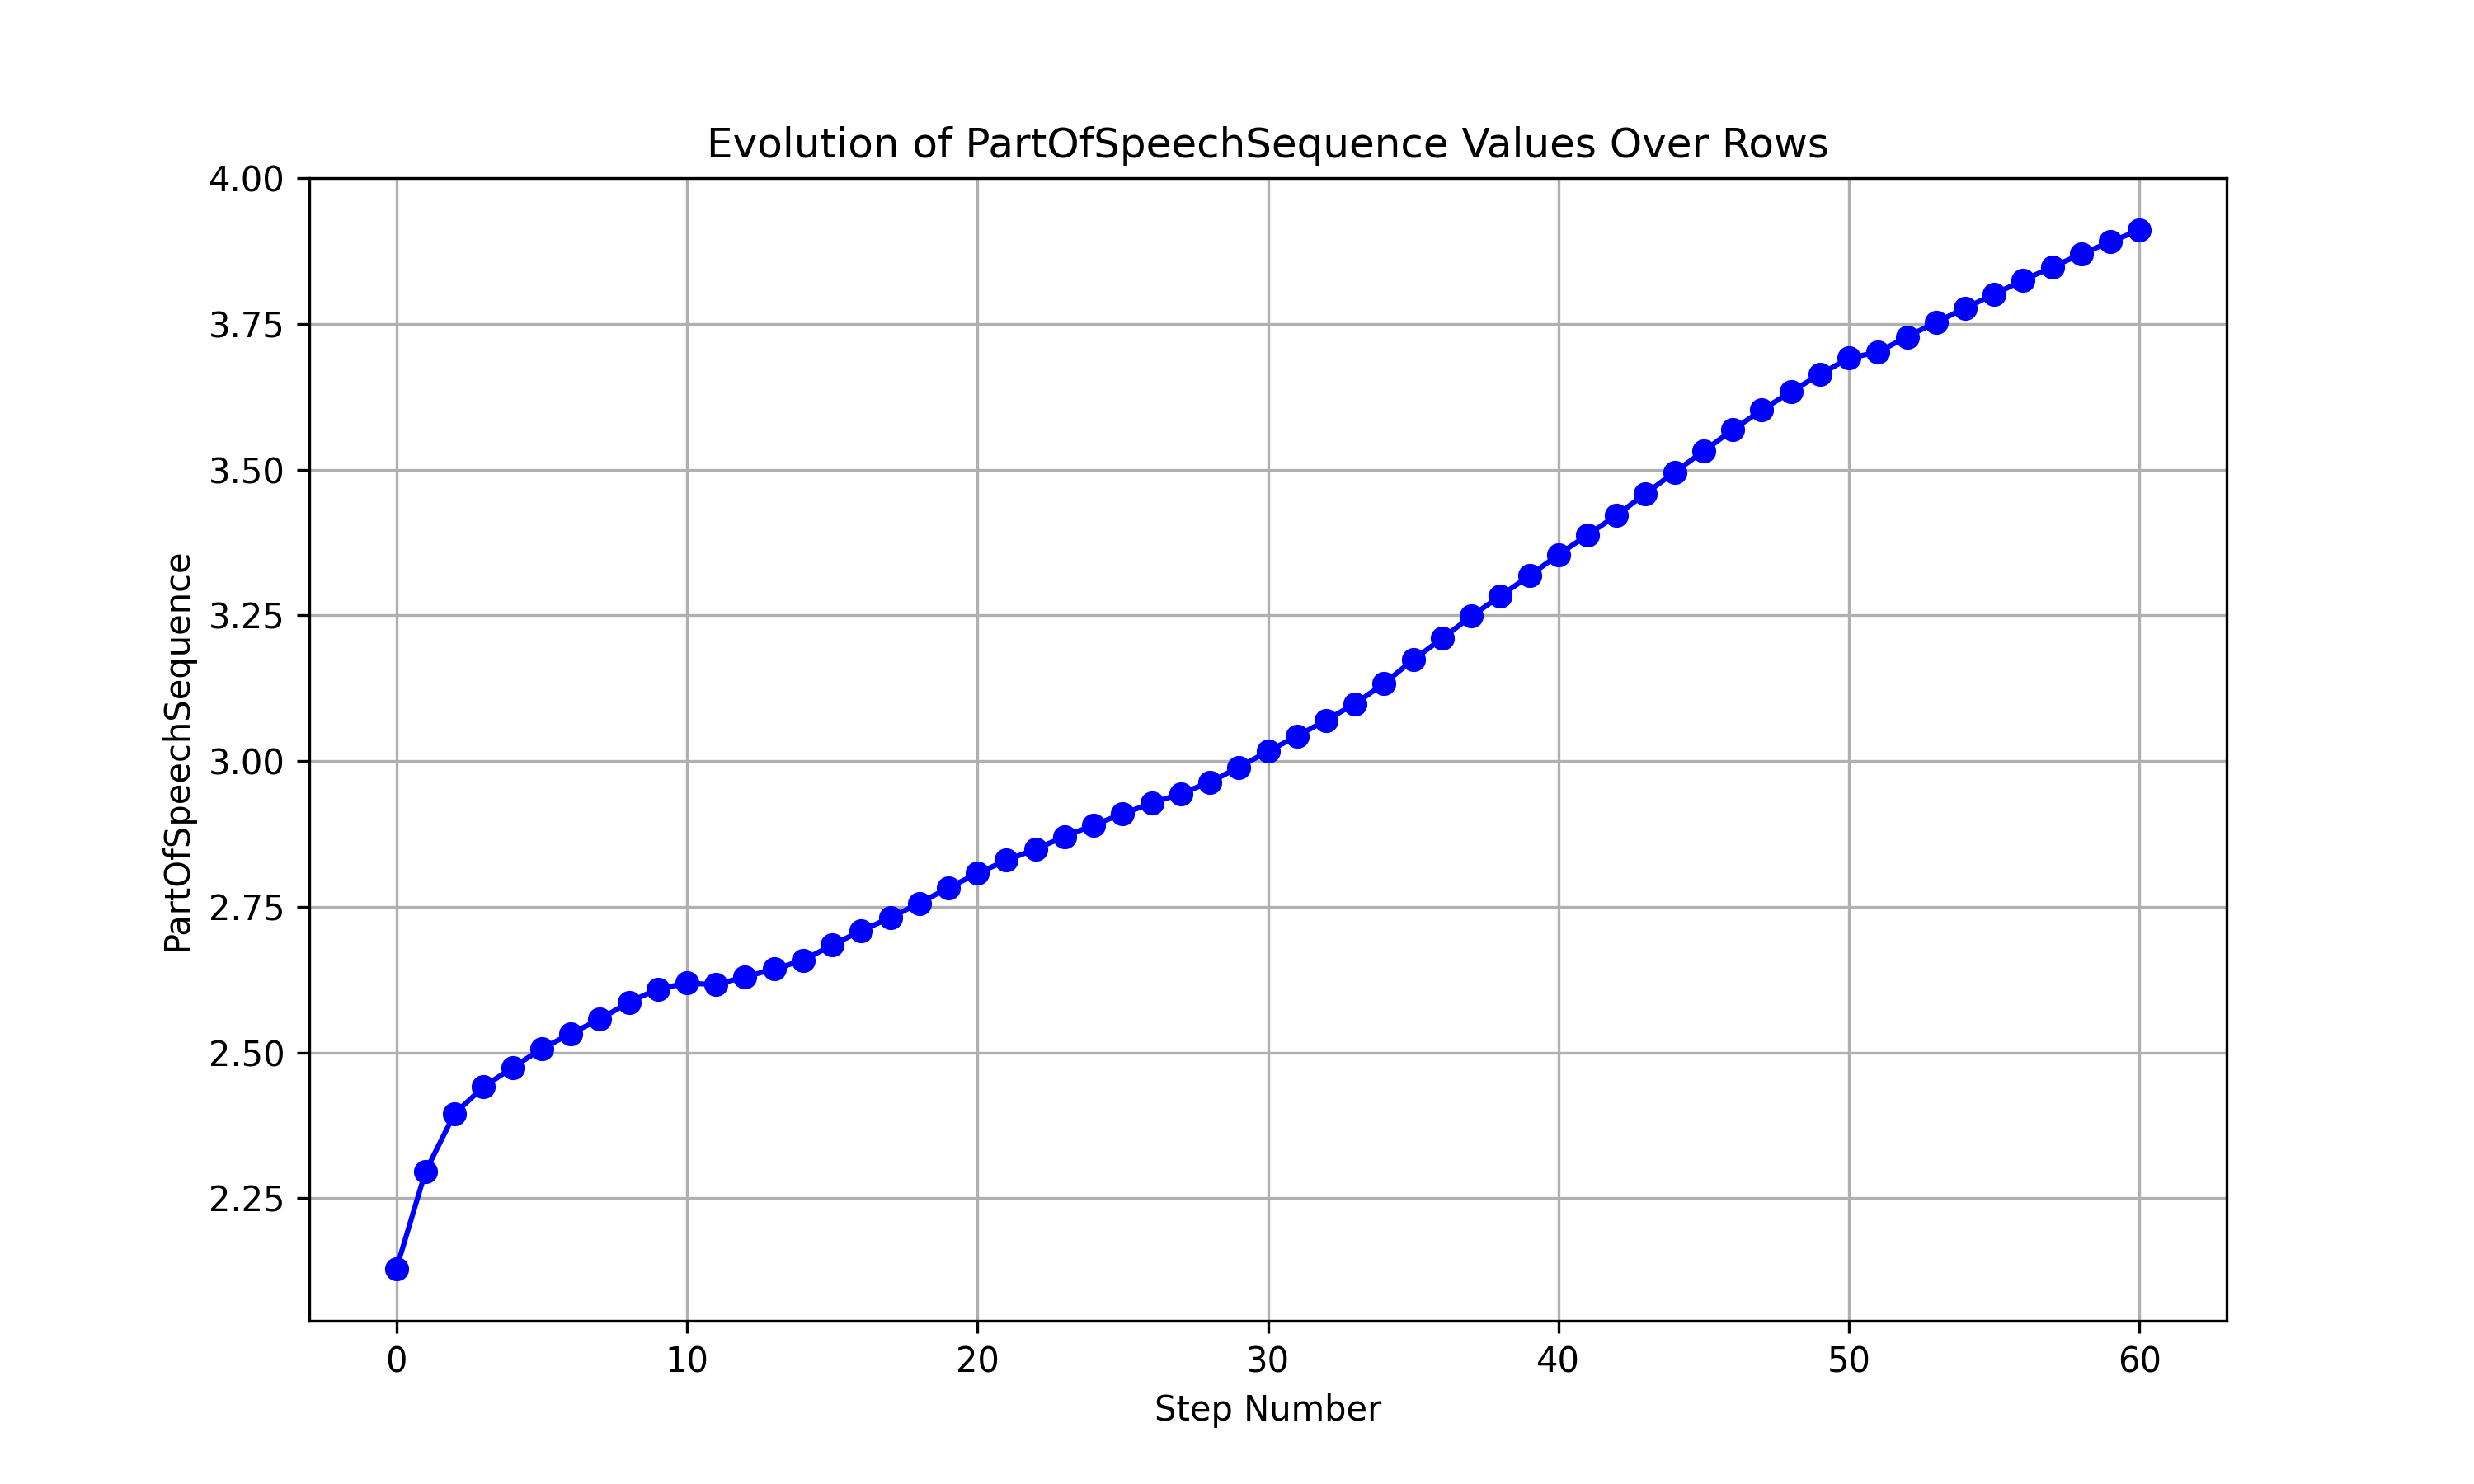 Evolution of PartOfSpeechSequence Values Over Rows
4.00
3.75
3.50
3.25
3.00
2.75
2.50
2.25
PartOfSpeechSequence
0 10 20 30 40 50 60
Step Number